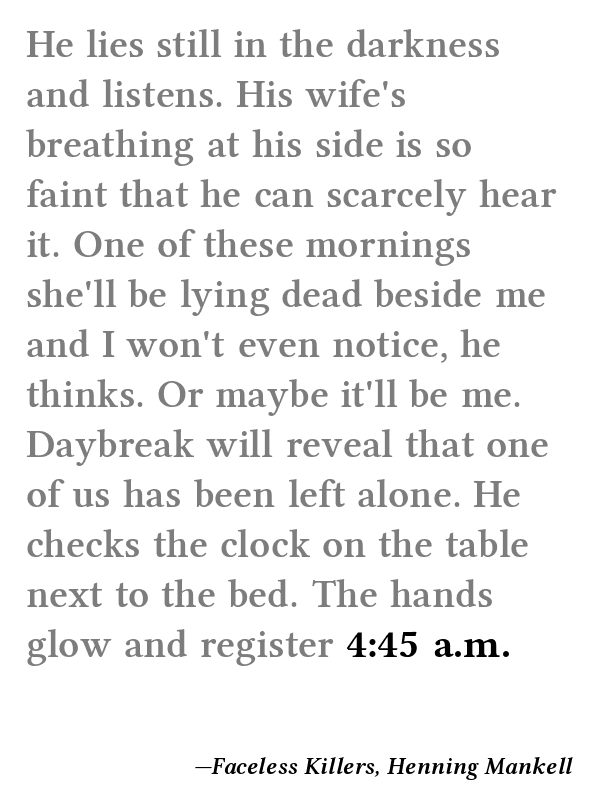 He lies still in the darkness
and listens. His wife's
breathing at his side is so
faint that he can scarcely hear
it. One of these mornings
she'll be lying dead beside me
and I won't even notice, he
thinks. Or maybe it'll be me.
Daybreak will reveal that one
of us has been left alone. He
checks the clock on the table
next to the bed. The hands
glow and register 4:45 a.m.
—Faceless Killers, Henning Mankell